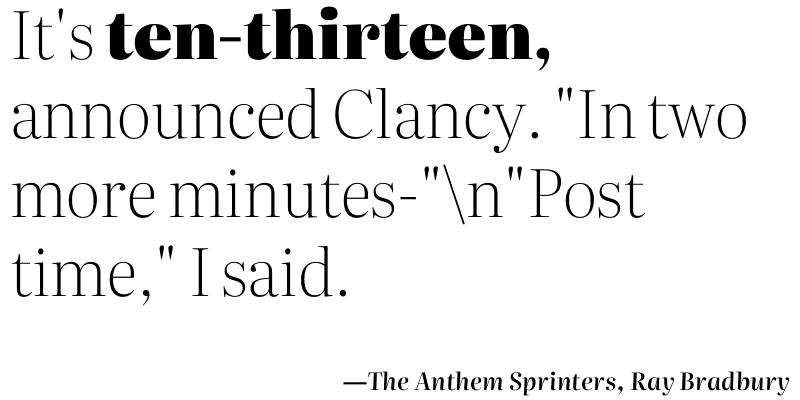 It's ten-thirteen,
announced Clancy. "In two
more minutes-"\n"Post
time," I said.
—The Anthem Sprinters, Ray Bradbury